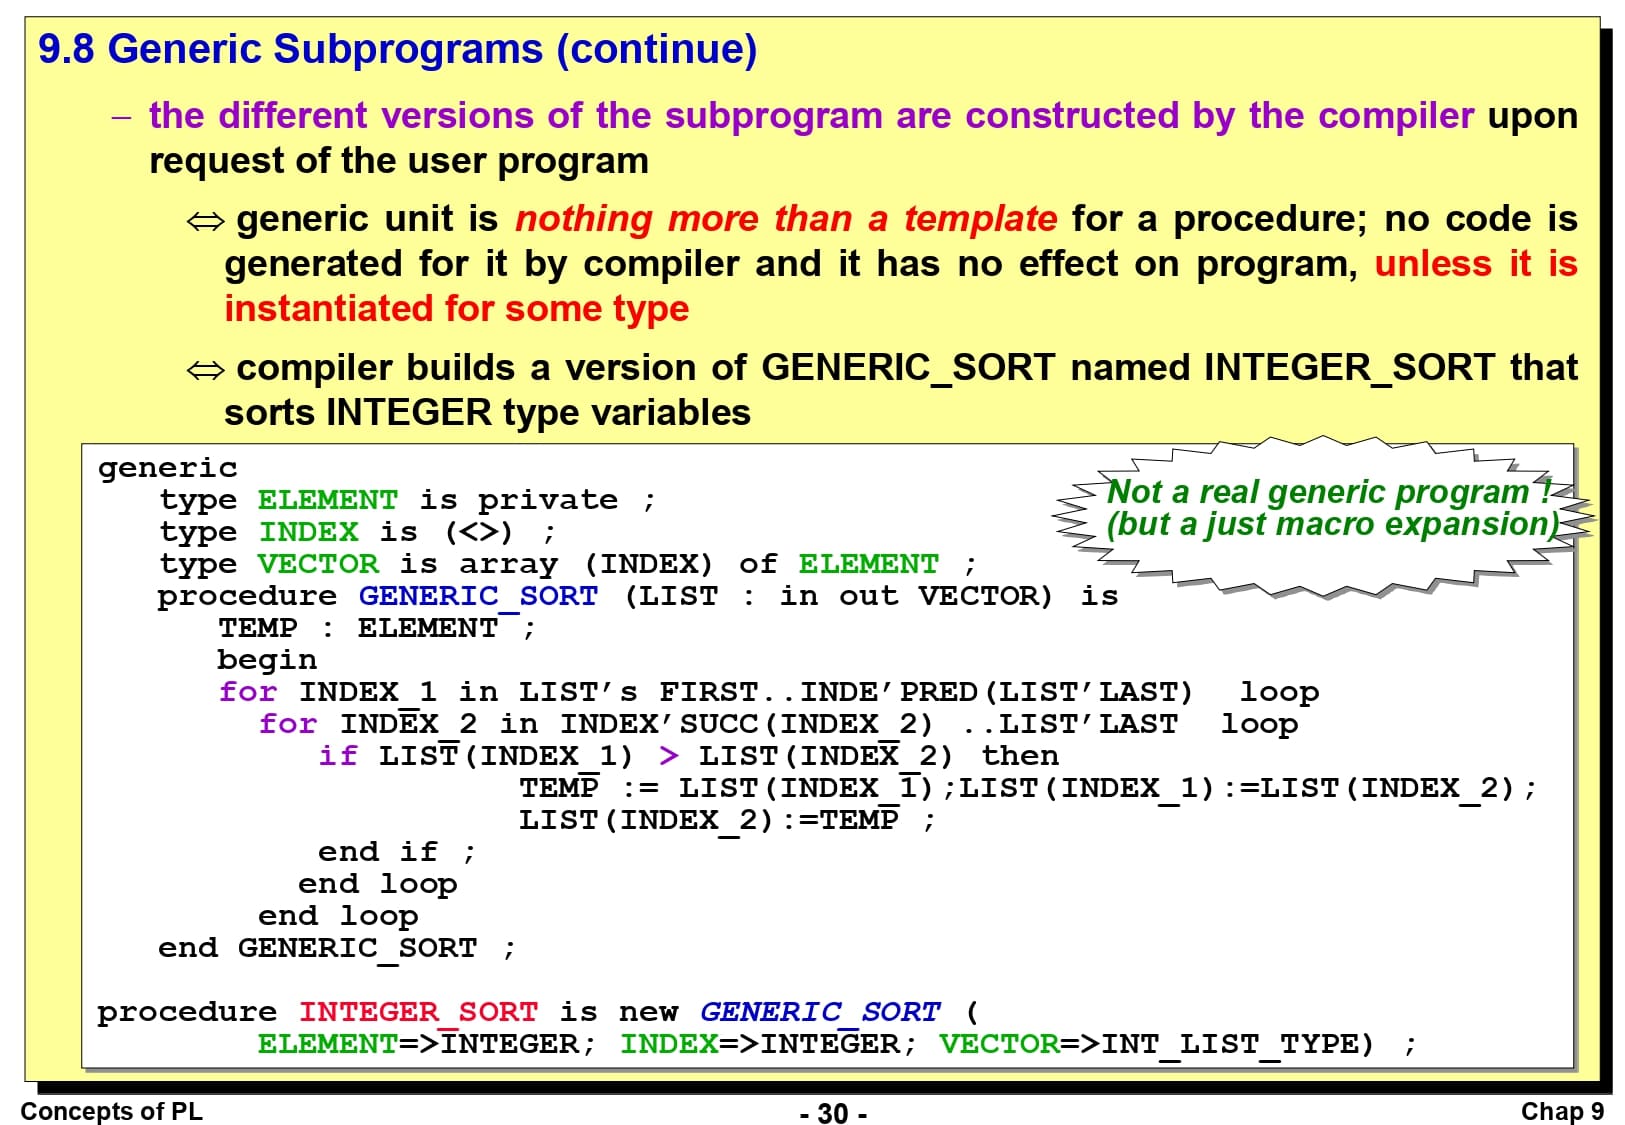 9.8 Generic Subprograms (continue)
– the different versions of the subprogram are constructed by the compiler upon
request of the user program
⇔ generic unit is nothing more than a template for a procedure; no code is
generated for it by compiler and it has no effect on program, unless it is
instantiated for some type
⇔ compiler builds a version of GENERIC_SORT named INTEGER_SORT that
sorts INTEGER type variables
Not a real generic program !
(but a just macro expansion)
generic
   type ELEMENT is private ;
   type INDEX is (<>) ;
   type VECTOR is array (INDEX) of ELEMENT ;
   procedure GENERIC_SORT (LIST : in out VECTOR) is
      TEMP : ELEMENT ;
      begin
      for INDEX_1 in LIST’s FIRST..INDE’PRED(LIST’LAST)  loop
        for INDEX_2 in INDEX’SUCC(INDEX_2) ..LIST’LAST  loop
           if LIST(INDEX_1) > LIST(INDEX_2) then
                     TEMP := LIST(INDEX_1);LIST(INDEX_1):=LIST(INDEX_2);
                     LIST(INDEX_2):=TEMP ;
           end if ;
          end loop
        end loop
   end GENERIC_SORT ;
procedure INTEGER_SORT is new GENERIC_SORT (
        ELEMENT=>INTEGER; INDEX=>INTEGER; VECTOR=>INT_LIST_TYPE) ;
Concepts of PL
- 30 -
Chap 9